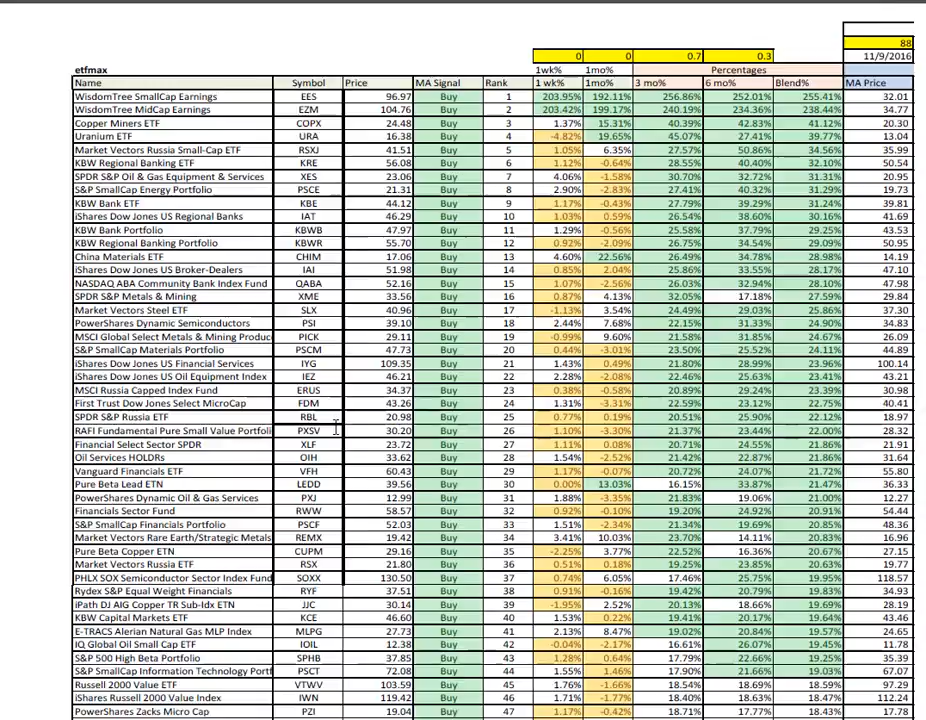 88
0 0 0.7 0.3 11/9/2016
etfmax 1wk% 1mo% Percentages
Name Symbol Price MA Signal Rank 1 wk% 1mo% 3 mo% 6 mo% Blend% MA Price
WisdomTree SmallCap Earnings EES 96.97 Buy 1 203.95% 192.11% 256.86% 252.01% 255.41% 32.01
WisdomTree MidCap Earnings EZM 104.76 Buy 2 203.42% 199.17% 240.19% 234.36% 238.44% 34.77
Copper Miners ETF COPX 24.48 Buy 3 1.37% 15.31% 40.39% 42.83% 41.12% 20.30
Uranium ETF URA 16.38 Buy 4 -4.82% 19.65% 45.07% 27.41% 39.77% 13.04
Market Vectors Russia Small-Cap ETF RSXJ 41.51 Buy 5 1.05% 6.35% 27.57% 50.86% 34.56% 35.99
KBW Regional Banking ETF KRE 56.08 Buy 6 1.12% -0.64% 28.55% 40.40% 32.10% 50.54
SPDR S&P Oil & Gas Equipment & Services XES 23.06 Buy 7 4.06% -1.58% 30.70% 32.72% 31.31% 20.95
S&P SmallCap Energy Portfolio PSCE 21.31 Buy 8 2.90% -2.83% 27.41% 40.32% 31.29% 19.73
KBW Bank ETF KBE 44.12 Buy 9 1.17% -0.43% 27.79% 39.29% 31.24% 39.81
iShares Dow Jones US Regional Banks IAT 46.29 Buy 10 1.03% 0.59% 26.54% 38.60% 30.16% 41.69
KBW Bank Portfolio KBWB 47.97 Buy 11 1.29% -0.56% 25.58% 37.79% 29.25% 43.53
KBW Regional Banking Portfolio KBWR 55.70 Buy 12 0.92% -2.09% 26.75% 34.54% 29.09% 50.95
China Materials ETF CHIM 17.06 Buy 13 4.60% 22.56% 26.49% 34.78% 28.98% 14.19
iShares Dow Jones US Broker-Dealers IAI 51.98 Buy 14 0.85% 2.04% 25.86% 33.55% 28.17% 47.10
NASDAQ ABA Community Bank Index Fund QABA 52.16 Buy 15 1.07% -2.56% 26.03% 32.94% 28.10% 47.98
SPDR S&P Metals & Mining XME 33.56 Buy 16 0.87% 4.13% 32.05% 17.18% 27.59% 29.84
Market Vectors Steel ETF SLX 40.96 Buy 17 -1.13% 3.54% 24.49% 29.03% 25.86% 37.30
PowerShares Dynamic Semiconductors PSI 39.10 Buy 18 2.44% 7.68% 22.15% 31.33% 24.90% 34.83
MSCI Global Select Metals & Mining Produc PICK 29.11 Buy 19 -0.99% 9.60% 21.58% 31.85% 24.67% 26.09
S&P SmallCap Materials Portfolio PSCM 47.73 Buy 20 0.44% -3.01% 23.50% 25.52% 24.11% 44.89
iShares Dow Jones US Financial Services IYG 109.35 Buy 21 1.43% 0.49% 21.80% 28.99% 23.96% 100.14
iShares Dow Jones US Oil Equipment Index IEZ 46.21 Buy 22 2.28% -2.08% 22.46% 25.63% 23.41% 43.21
MSCI Russia Capped Index Fund ERUS 34.37 Buy 23 0.38% -0.58% 20.89% 29.24% 23.39% 30.98
First Trust Dow Jones Select MicroCap FDM 43.26 Buy 24 1.31% -3.31% 22.59% 23.12% 22.75% 40.41
SPDR S&P Russia ETF RBL 20.98 Buy 25 0.77% 0.19% 20.51% 25.90% 22.12% 18.97
RAFI Fundamental Pure Small Value Portfoli PXSV 30.20 Buy 26 1.10% -3.30% 21.37% 23.44% 22.00% 28.32
Financial Select Sector SPDR XLF 23.72 Buy 27 1.11% 0.08% 20.71% 24.55% 21.86% 21.91
Oil Services HOLDRs OIH 33.62 Buy 28 1.54% -2.52% 21.42% 22.87% 21.86% 31.64
Vanguard Financials ETF VFH 60.43 Buy 29 1.17% -0.07% 20.72% 24.07% 21.72% 55.80
Pure Beta Lead ETN LEDD 39.56 Buy 30 0.00% 13.03% 16.15% 33.87% 21.47% 36.33
PowerShares Dynamic Oil & Gas Services PXJ 12.99 Buy 31 1.88% -3.35% 21.83% 19.06% 21.00% 12.27
Financials Sector Fund RWW 58.57 Buy 32 0.92% -0.10% 19.20% 24.92% 20.91% 54.44
S&P SmallCap Financials Portfolio PSCF 52.03 Buy 33 1.51% -2.34% 21.34% 19.69% 20.85% 48.36
Market Vectors Rare Earth/Strategic Metals REMX 19.42 Buy 34 3.41% 10.03% 23.70% 14.11% 20.83% 16.96
Pure Beta Copper ETN CUPM 29.16 Buy 35 -2.25% 3.77% 22.52% 16.36% 20.67% 27.15
Market Vectors Russia ETF RSX 21.80 Buy 36 0.51% 0.18% 19.25% 23.85% 20.63% 19.77
PHLX SOX Semiconductor Sector Index Fund SOXX 130.50 Buy 37 0.74% 6.05% 17.46% 25.75% 19.95% 118.57
Rydex S&P Equal Weight Financials RYF 37.51 Buy 38 0.91% -0.16% 19.42% 20.79% 19.83% 34.93
iPath DJ AIG Copper TR Sub-Idx ETN JJC 30.14 Buy 39 -1.95% 2.52% 20.13% 18.66% 19.69% 28.19
KBW Capital Markets ETF KCE 46.60 Buy 40 1.53% 0.22% 19.41% 20.17% 19.64% 43.46
E-TRACS Alerian Natural Gas MLP Index MLPG 27.73 Buy 41 2.13% 8.47% 19.02% 20.84% 19.57% 24.65
IQ Global Oil Small Cap ETF IOIL 12.38 Buy 42 -0.04% -2.17% 16.61% 26.07% 19.45% 11.78
S&P 500 High Beta Portfolio SPHB 37.85 Buy 43 1.28% 0.64% 17.79% 22.66% 19.25% 35.39
S&P SmallCap Information Technology Portf PSCT 72.08 Buy 44 1.55% 1.46% 17.90% 21.66% 19.03% 67.07
Russell 2000 Value ETF VTWV 103.59 Buy 45 1.76% -1.66% 18.54% 18.69% 18.59% 97.29
iShares Russell 2000 Value Index IWN 119.42 Buy 46 1.71% -1.77% 18.40% 18.63% 18.47% 112.24
PowerShares Zacks Micro Cap PZI 19.04 Buy 47 1.17% -0.42% 18.71% 17.77% 18.43% 17.78